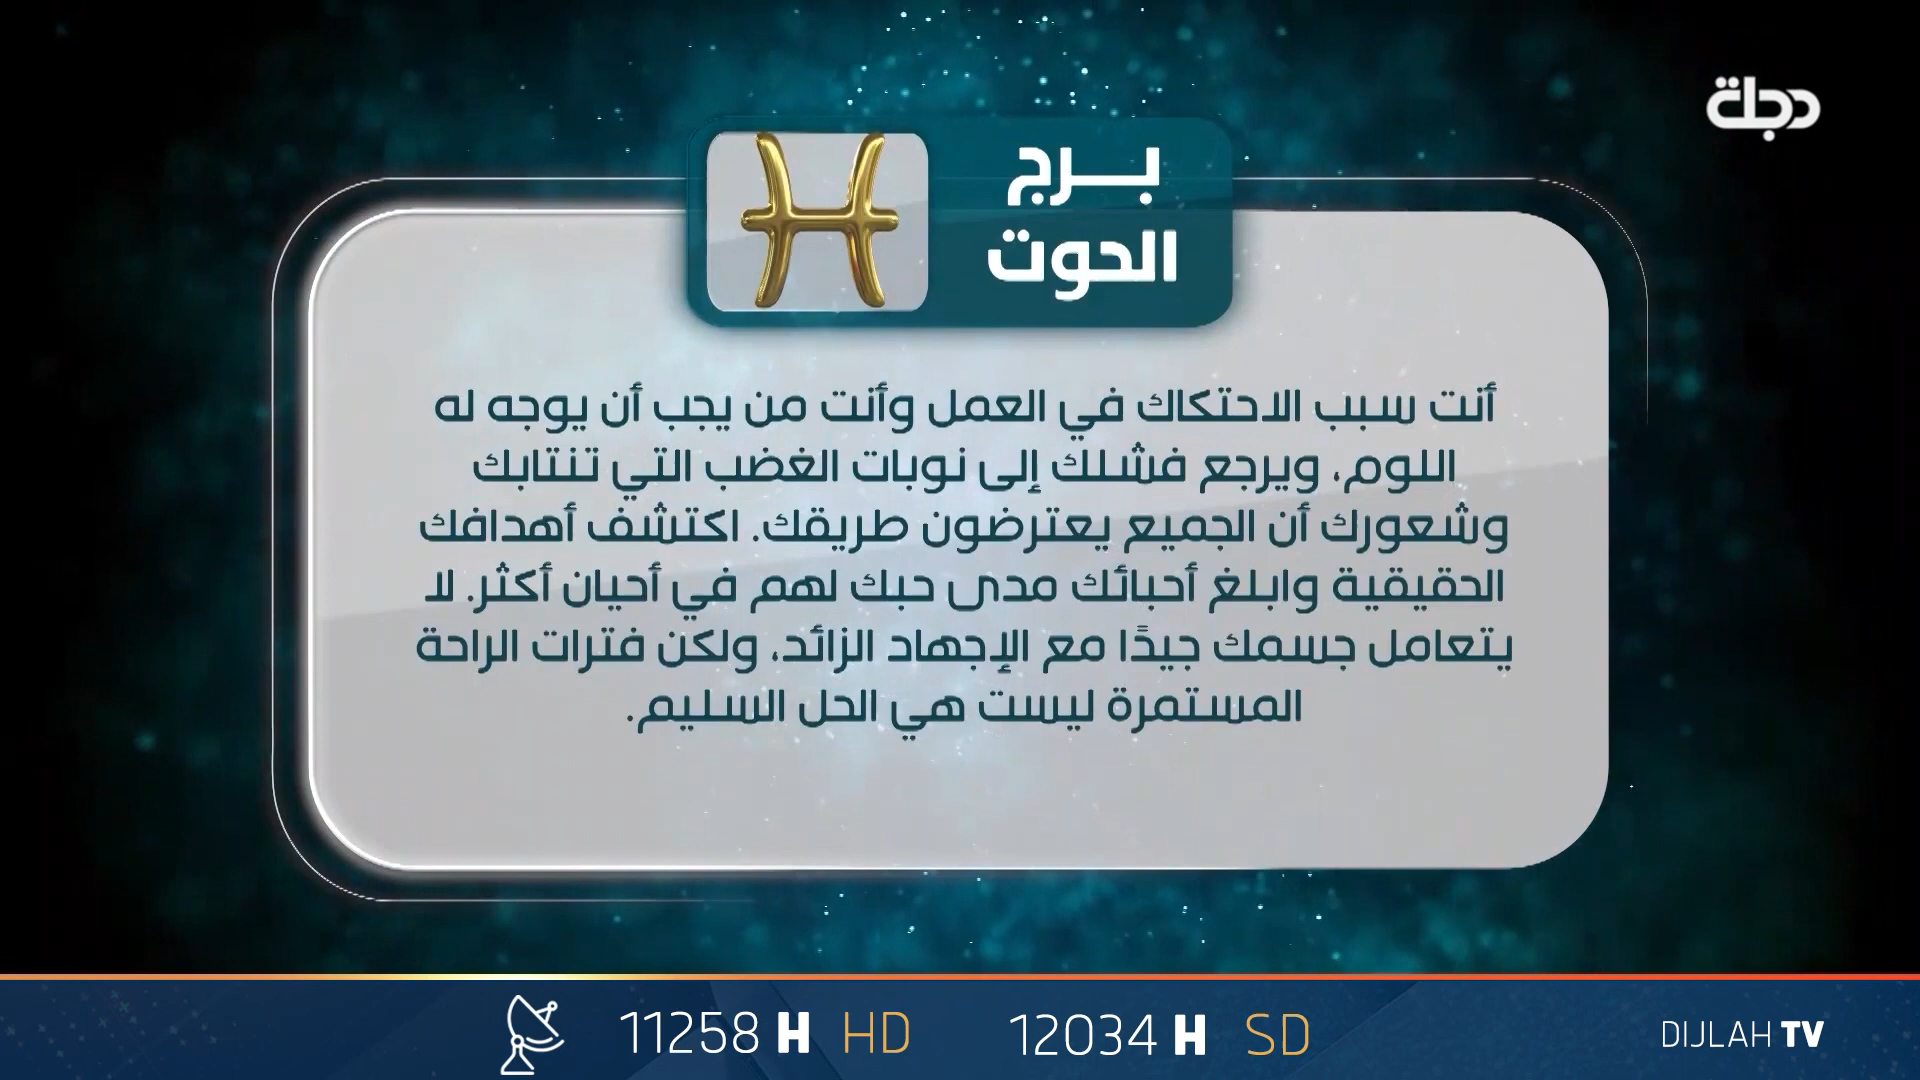 دجلة
برج
الحوت
أنت سبب الاحتكاك في العمل وأنت من يجب أن يوجه له
اللوم، ويرجع فشلك إلى نوبات الغضب التي تنتابك
وشعورك أن الجميع يعترضون طريقك. اكتشف أهدافك
الحقيقية وابلغ أحبائك مدى حبك لهم في أحيان أكثر. لا
يتعامل جسمك جيدًا مع الإجهاد الزائد، ولكن فترات الراحة
المستمرة ليست هي الحل السليم.
11258 H HD 12034 H SD DIJLAH TV